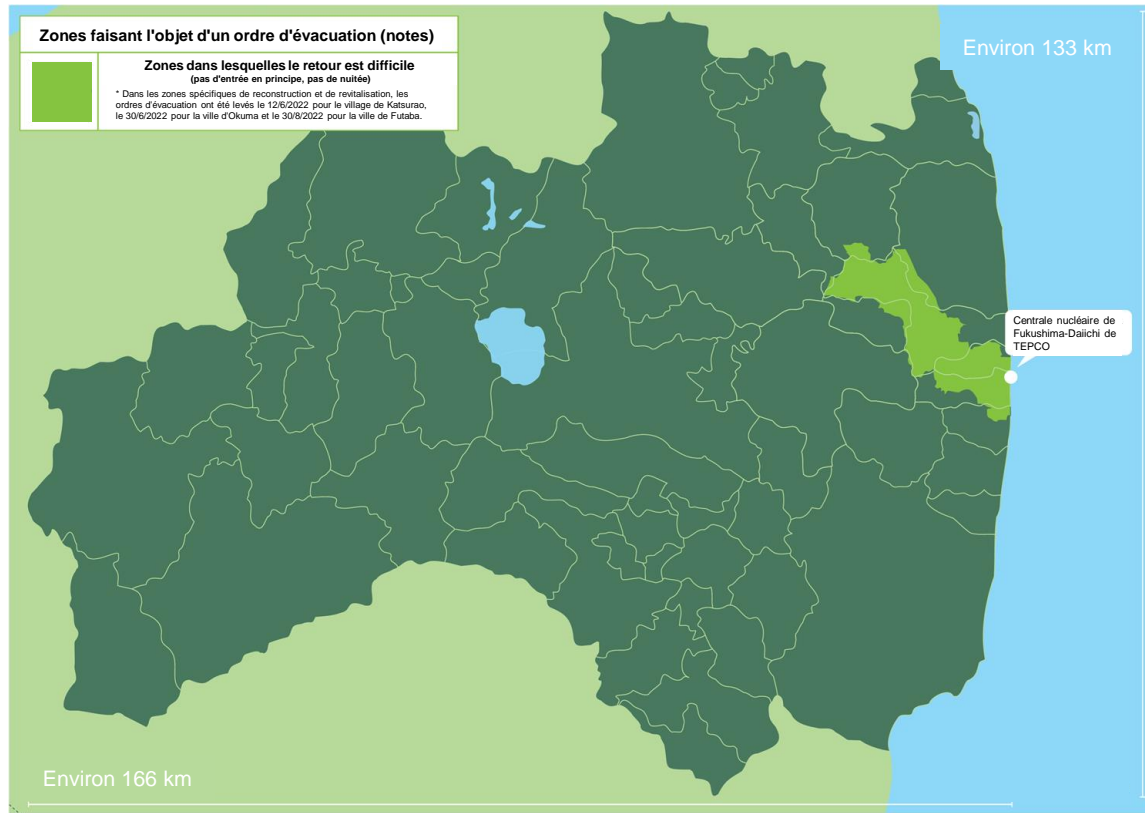 Zones faisant l'objet d'un ordre d'évacuation (notes)
Zones dans lesquelles le retour est difficile
(pas d'entrée en principe, pas de nuitée)
* Dans les zones spécifiques de reconstruction et de revitalisation, les
ordres d'évacuation ont été levés le 12/6/2022 pour le village de Katsurao,
le 30/6/2022 pour la ville d'Okuma et le 30/8/2022 pour la ville de Futaba.
Environ 133 km
Centrale nucléaire de
Fukushima-Daiichi de
TEPCO
Environ 166 km